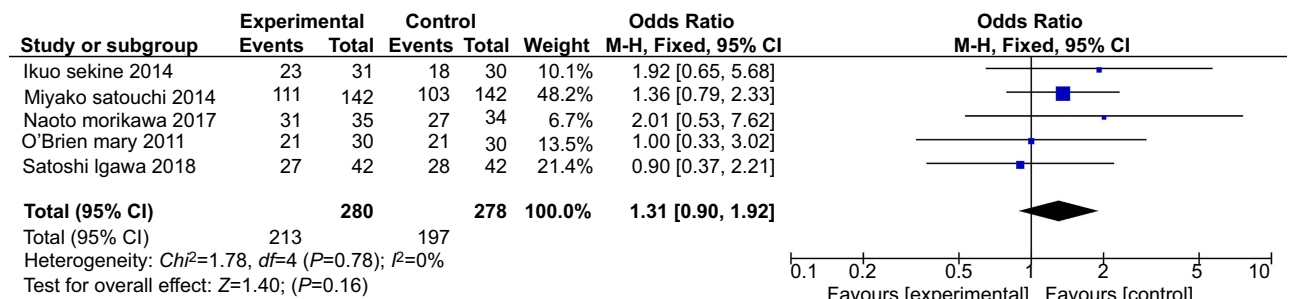 Experimental Control Odds Ratio Odds Ratio
Study or subgroup Events Total Events Total Weight M-H, Fixed, 95% CI M-H, Fixed, 95% CI
Ikuo sekine 2014 23 31 18 30 10.1% 1.92 [0.65, 5.68]
Miyako satouchi 2014 111 142 103 142 48.2% 1.36 [0.79, 2.33]
Naoto morikawa 2017 31 35 27 34 6.7% 2.01 [0.53, 7.62]
O'Brien mary 2011 21 30 21 30 13.5% 1.00 [0.33, 3.02]
Satoshi Igawa 2018 27 42 28 42 21.4% 0.90 [0.37, 2.21]
Total (95% CI) 280 278 100.0% 1.31 [0.90, 1.92]
Total (95% CI) 213 197
Heterogeneity: Chi²=1.78, df=4 (P=0.78); I²=0%
Test for overall effect: Z=1.40; (P=0.16)
0.1 0.2 0.5 1 2 5 10
Favours [experimental] Favours [control]